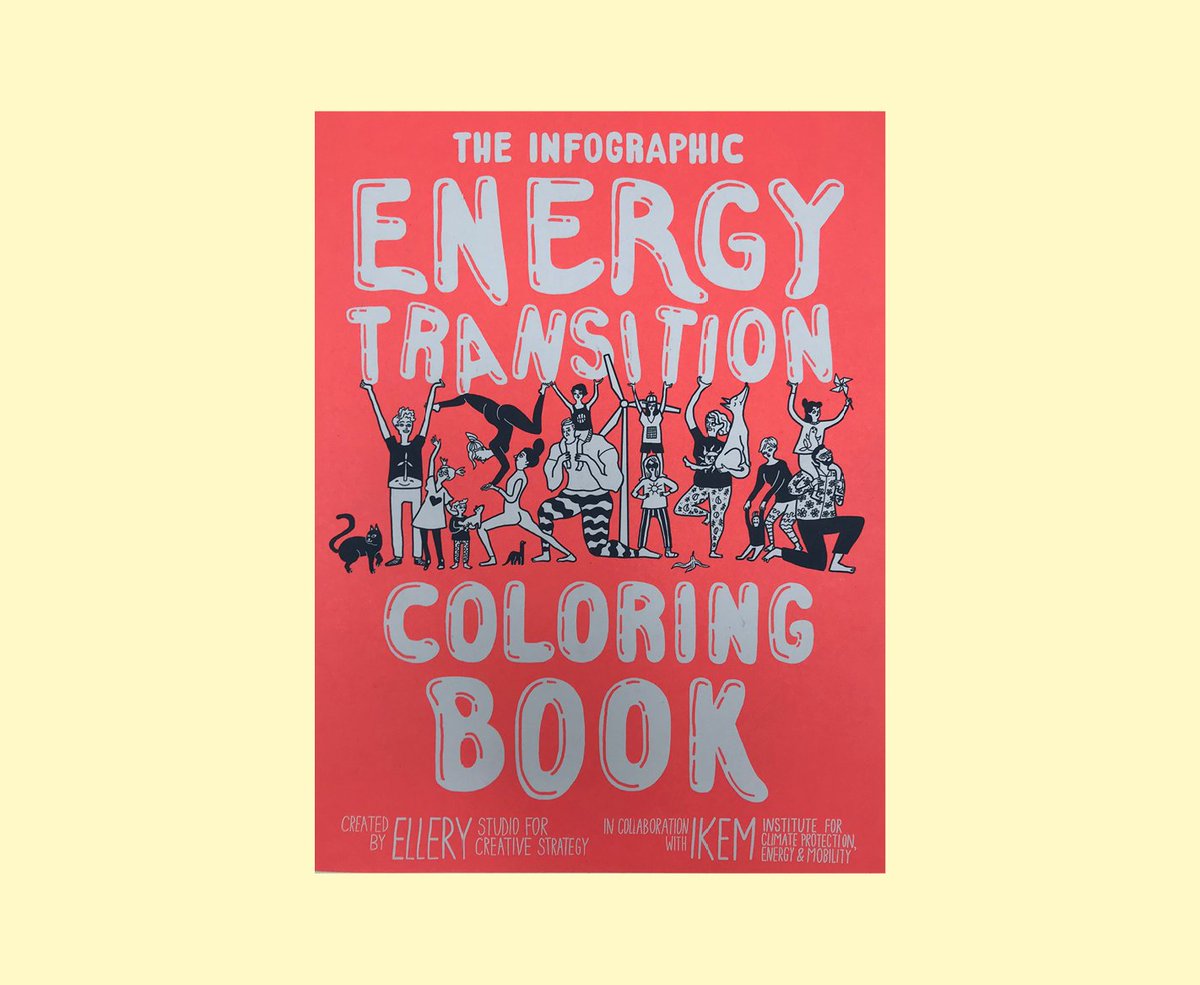 THE INFOGRAPHIC
ENERGY
TRANSITION
COLORING
BOOK
CREATED
BY
ELLERY
STUDIO FOR
CREATIVE STRATEGY
IN COLLABORATION
WITH
IKEM
INSTITUTE FOR
CLIMATE PROTECTION,
ENERGY & MOBILITY